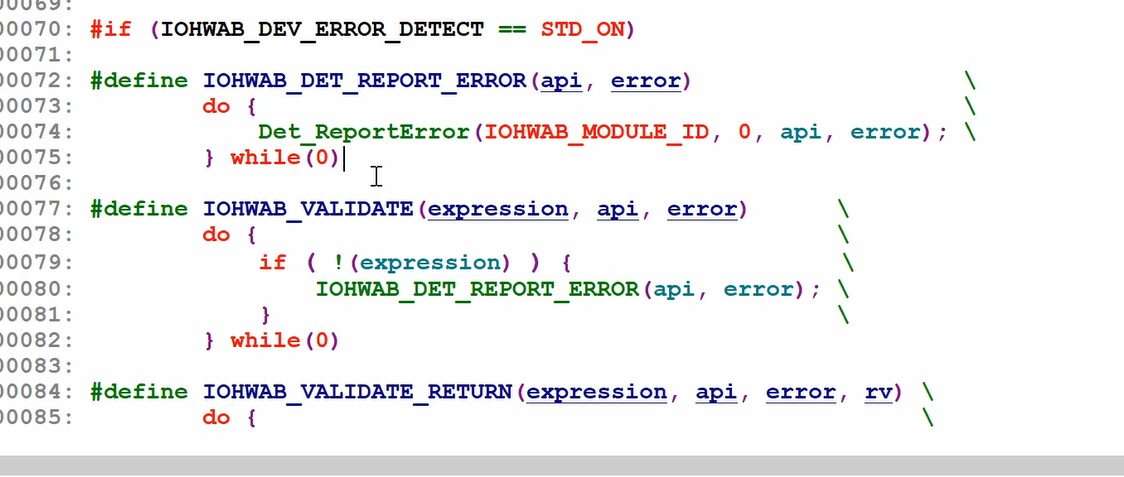 00069:
00070: #if (IOHWAB_DEV_ERROR_DETECT == STD_ON)
00071:
00072: #define IOHWAB_DET_REPORT_ERROR(api, error) \
00073: do { \
00074: Det_ReportError(IOHWAB_MODULE_ID, 0, api, error); \
00075: } while(0)
00076:
00077: #define IOHWAB_VALIDATE(expression, api, error) \
00078: do { \
00079: if ( !(expression) ) { \
00080: IOHWAB_DET_REPORT_ERROR(api, error); \
00081: } \
00082: } while(0)
00083:
00084: #define IOHWAB_VALIDATE_RETURN(expression, api, error, rv) \
00085: do { \